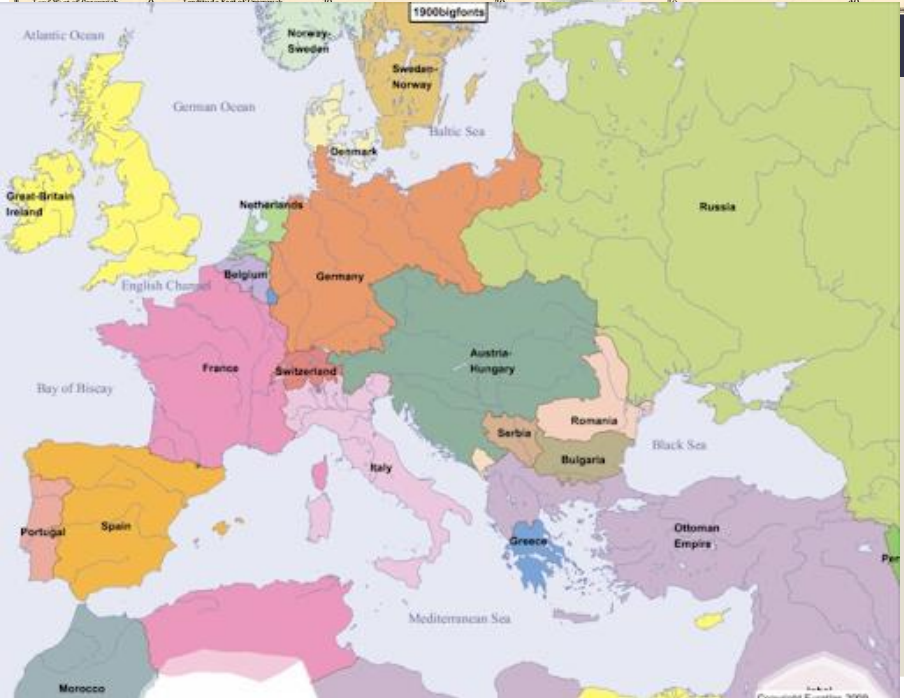 1900bigfonts
Atlantic Ocean
Norway-
Sweden
Sweden-
Norway
German Ocean
Baltic Sea
Denmark
Great-Britain
Ireland
Netherlands
Russia
Belgium
Germany
English Channel
Austria-
Hungary
France
Switzerland
Bay of Biscay
Romania
Serbia
Black Sea
Bulgaria
Italy
Portugal
Spain
Ottoman
Empire
Greece
Per
Mediterranean Sea
Morocco